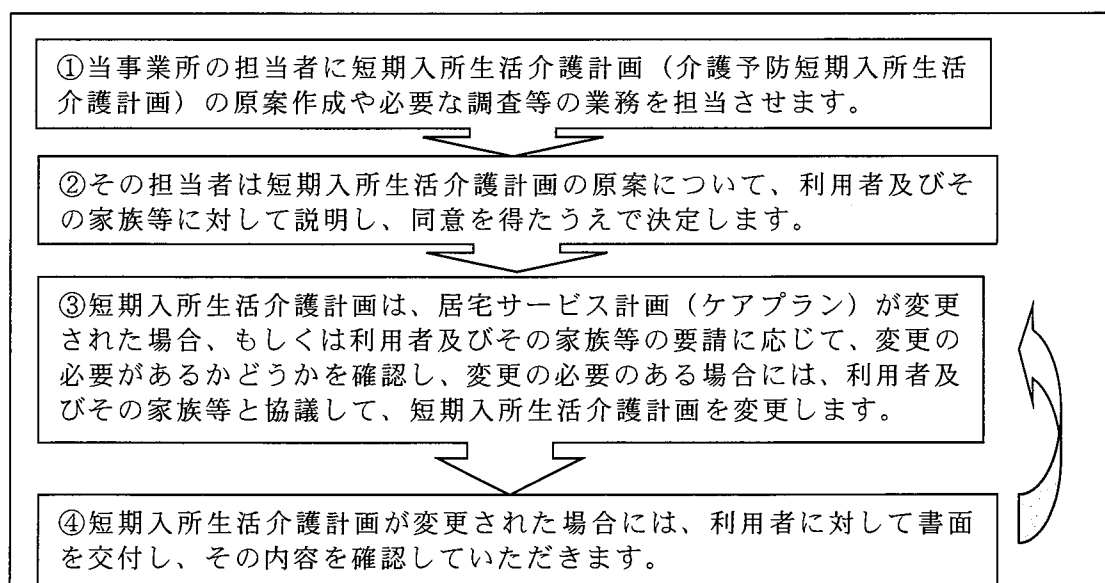 ①当事業所の担当者に短期入所生活介護計画（介護予防短期入所生活
介護計画）の原案作成や必要な調査等の業務を担当させます。
②その担当者は短期入所生活介護計画の原案について、利用者及びそ
の家族等に対して説明し、同意を得たうえで決定します。
③短期入所生活介護計画は、居宅サービス計画（ケアプラン）が変更
された場合、もしくは利用者及びその家族等の要請に応じて、変更の
必要があるかどうかを確認し、変更の必要のある場合には、利用者及
びその家族等と協議して、短期入所生活介護計画を変更します。
④短期入所生活介護計画が変更された場合には、利用者に対して書面
を交付し、その内容を確認していただきます。